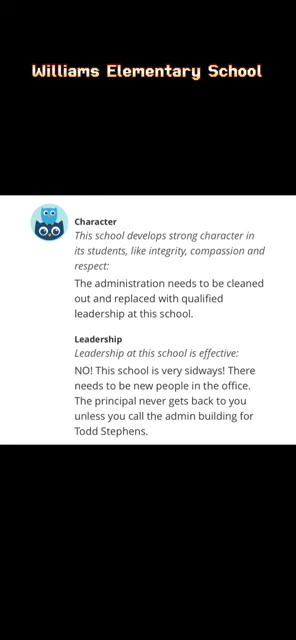 Williams Elementary School
Character
This school develops strong character in
its students, like integrity, compassion and
respect:
The administration needs to be cleaned
out and replaced with qualified
leadership at this school.
Leadership
Leadership at this school is effective:
NO! This school is very sidways! There
needs to be new people in the office.
The principal never gets back to you
unless you call the admin building for
Todd Stephens.